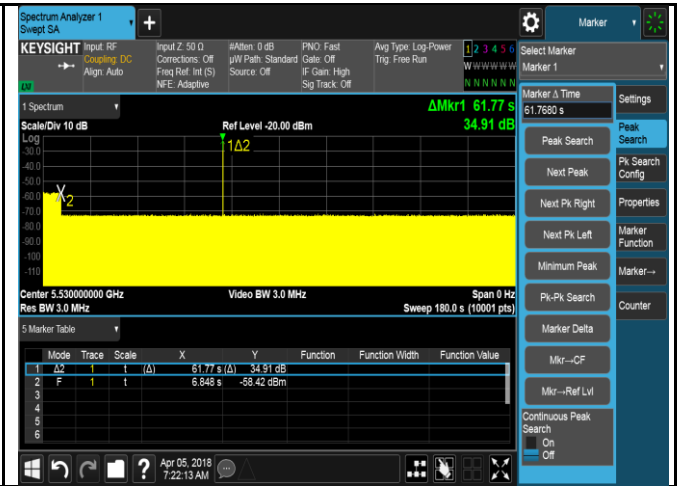 Spectrum Analyzer 1
Swept SA
+
Marker
KEYSIGHT
Input: RF
Coupling: DC
Align: Auto
Input Z: 50 Ω
Corrections: Off
Freq Ref: Int (S)
NFE: Adaptive
#Atten: 0 dB
µW Path: Standard
Source: Off
PNO: Fast
Gate: Off
IF Gain: High
Sig Track: Off
Avg Type: Log-Power
Trig: Free Run
1 2 3 4 5 6
W W W W W W
N N N N N N
LXI
Select Marker
Marker 1
1 Spectrum
Scale/Div 10 dB
Ref Level -20.00 dBm
ΔMkr1 61.77 s
34.91 dB
Log
-30.0
-40.0
-50.0
-60.0
-70.0
-80.0
-90.0
-100
-110
1Δ2
X2
Center 5.530000000 GHz
Res BW 3.0 MHz
Video BW 3.0 MHz
Span 0 Hz
Sweep 180.0 s (10001 pts)
5 Marker Table
Mode Trace Scale X Y Function Function Width Function Value
1 Δ2 1 t (Δ) 61.77 s (Δ) 34.91 dB
2 F 1 t 6.848 s -58.42 dBm
3
4
5
6
Marker Δ Time
61.7680 s
Peak Search
Next Peak
Next Pk Right
Next Pk Left
Minimum Peak
Pk-Pk Search
Marker Delta
Mkr→CF
Mkr→Ref Lvl
Continuous Peak
Search
On
Off
Settings
Peak
Search
Pk Search
Config
Properties
Marker
Function
Marker→
Counter
?
Apr 05, 2018
7:22:13 AM